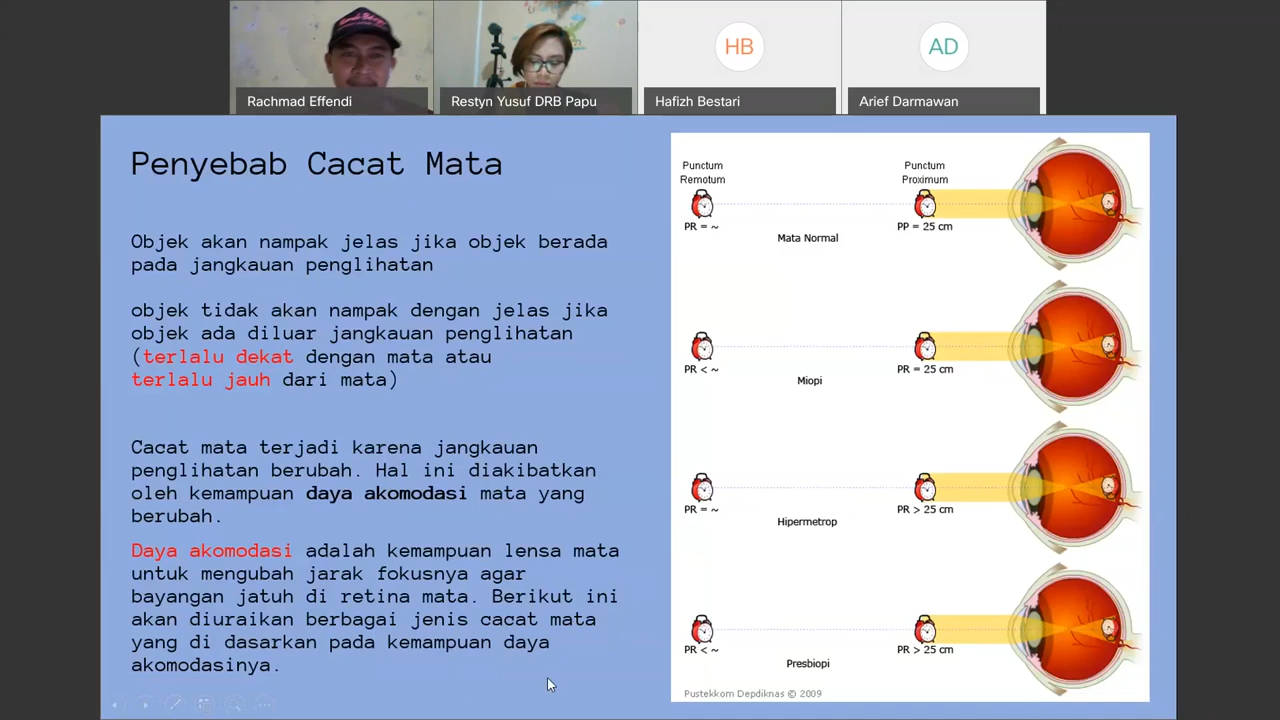 HB
AD
Rachmad Effendi
Restyn Yusuf DRB Papu
Hafizh Bestari
Arief Darmawan
Penyebab Cacat Mata
Objek akan nampak jelas jika objek berada
pada jangkauan penglihatan
objek tidak akan nampak dengan jelas jika
objek ada diluar jangkauan penglihatan
(terlalu dekat dengan mata atau
terlalu jauh dari mata)
Cacat mata terjadi karena jangkauan
penglihatan berubah. Hal ini diakibatkan
oleh kemampuan daya akomodasi mata yang
berubah.
Daya akomodasi adalah kemampuan lensa mata
untuk mengubah jarak fokusnya agar
bayangan jatuh di retina mata. Berikut ini
akan diuraikan berbagai jenis cacat mata
yang di dasarkan pada kemampuan daya
akomodasinya.
Punctum
Remotum
Punctum
Proximum
PR = ~
PP = 25 cm
Mata Normal
PR < ~
PR = 25 cm
Miopi
PR = ~
PR > 25 cm
Hipermetrop
PR < ~
PR > 25 cm
Presbiopi
Pustekkom Depdiknas © 2009